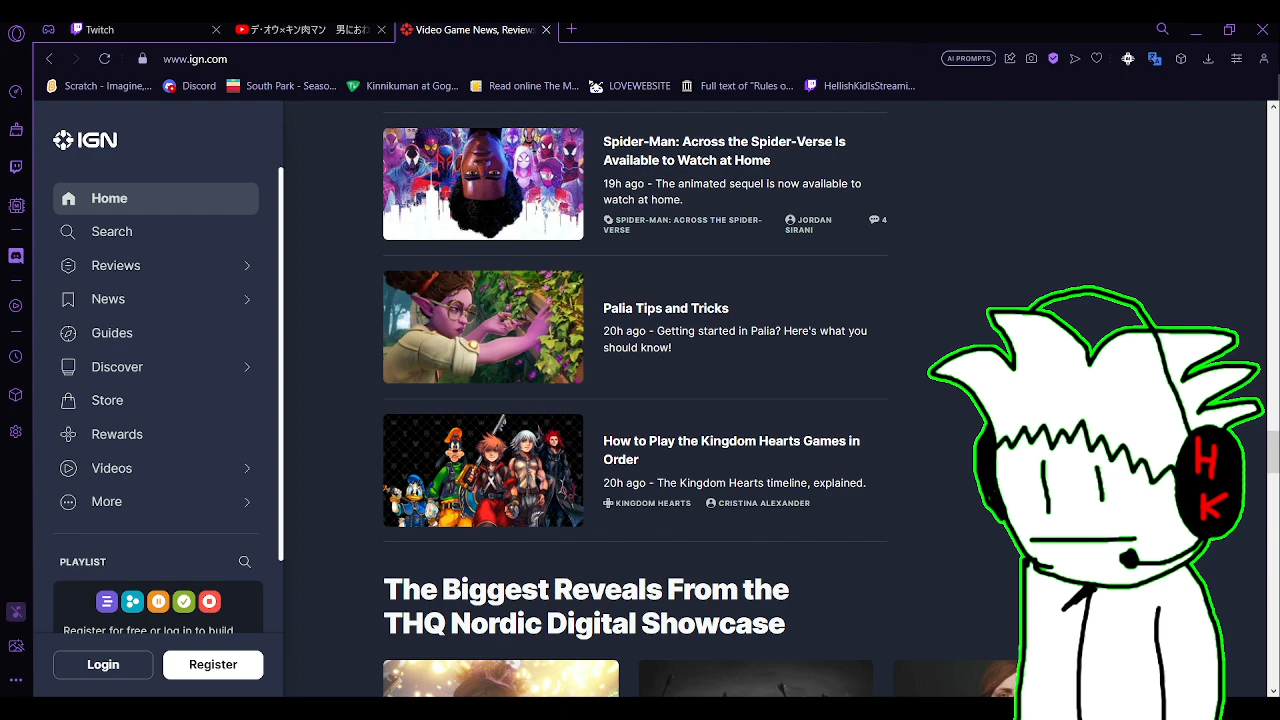 Twitch
デ・オウ×キン肉マン 男におわ
Video Game News, Reviews
www.ign.com
AI PROMPTS
Scratch - Imagine,...
Discord
South Park - Seaso...
Kinnikuman at Gog...
Read online The M...
LOVEWEBSITE
Full text of "Rules o...
HellishKidIsStreami...
IGN
Home
Search
Reviews
News
Guides
Discover
Store
Rewards
Videos
More
PLAYLIST
Register for free or log in to build
Login
Register
Spider-Man: Across the Spider-Verse Is
Available to Watch at Home
19h ago - The animated sequel is now available to
watch at home.
SPIDER-MAN: ACROSS THE SPIDER-
VERSE
JORDAN
SIRANI
4
Palia Tips and Tricks
20h ago - Getting started in Palia? Here's what you
should know!
How to Play the Kingdom Hearts Games in
Order
20h ago - The Kingdom Hearts timeline, explained.
KINGDOM HEARTS
CRISTINA ALEXANDER
The Biggest Reveals From the
THQ Nordic Digital Showcase
H
K